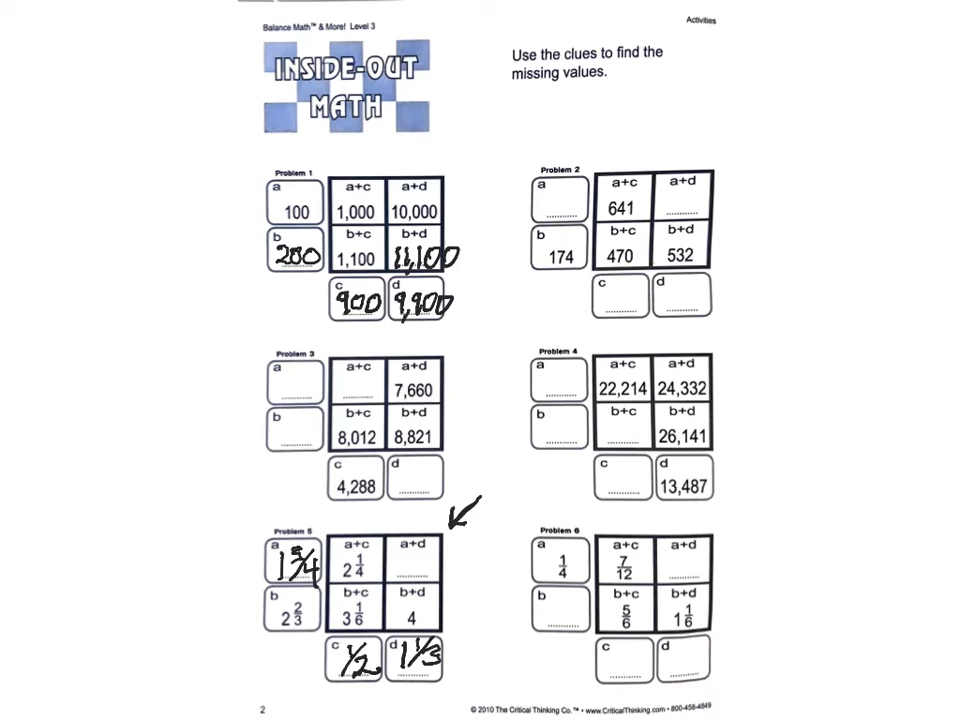 Balance Math™ & More! Level 3
Activities
INSIDE-OUT
MATH
Use the clues to find the
missing values.
Problem 1
a
a+c a+d
100
1,000 10,000
b
b+c b+d
200
1,100 11,100
c d
900 9,900
Problem 2
a
a+c a+d
641
b
b+c b+d
174
470 532
c d
Problem 3
a
a+c a+d
7,660
b
b+c b+d
8,012 8,821
c d
4,288
Problem 4
a
a+c a+d
22,214 24,332
b
b+c b+d
26,141
c d
13,487
Problem 5
a
a+c a+d
1 3/4
2 1/4
b
b+c b+d
2 2/3
3 1/6 4
c d
1/2 1 1/3
Problem 6
a
a+c a+d
1/4
7/12
b
b+c b+d
5/6 1 1/6
c d
2
© 2010 The Critical Thinking Co.™ • www.CriticalThinking.com • 800-458-4849